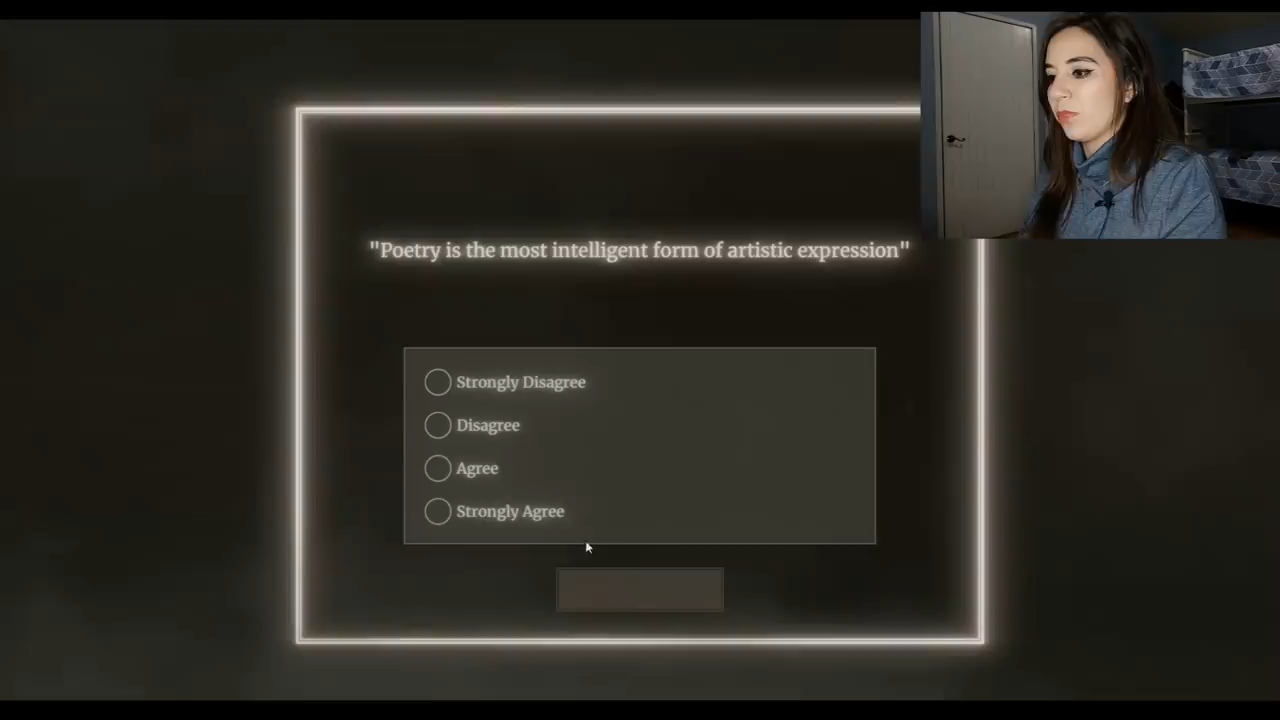 "Poetry is the most intelligent form of artistic expression"
Strongly Disagree
Disagree
Agree
Strongly Agree